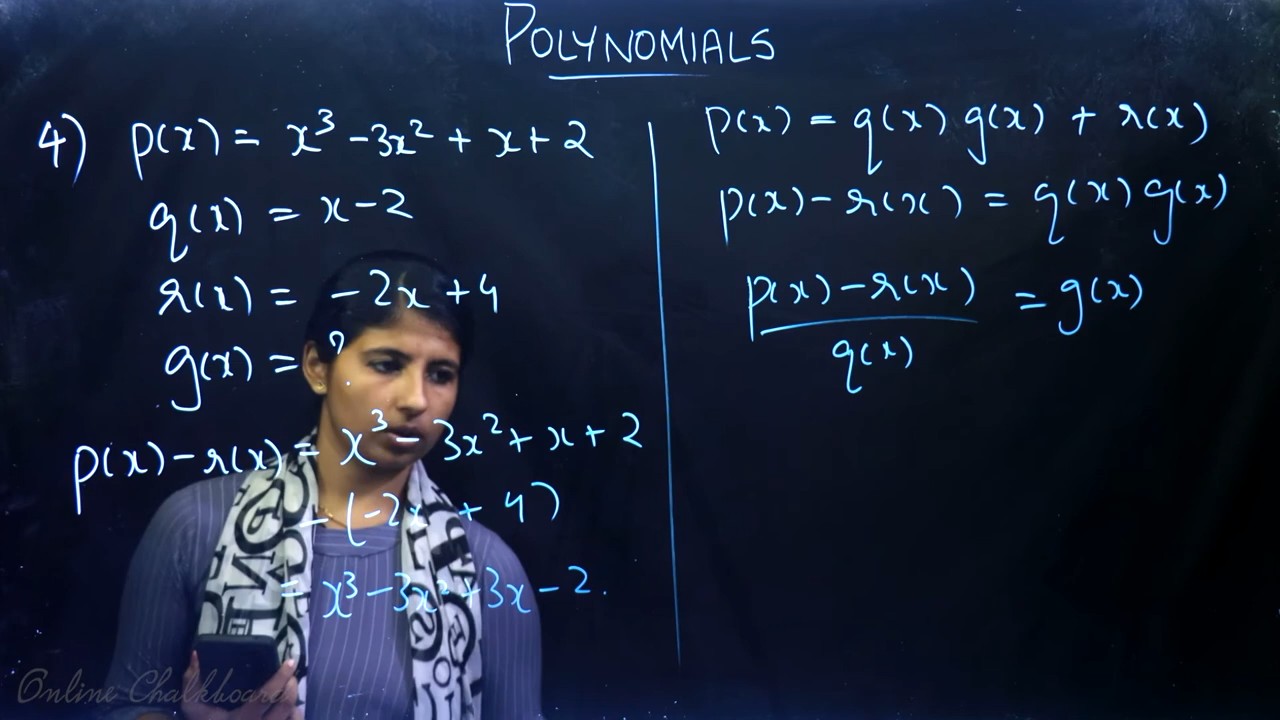 POLYNOMIALS
4) p(x) = x³ - 3x² + x + 2
q(x) = x - 2
r(x) = -2x + 4
g(x) = ?
p(x) - r(x) = x³ - 3x² + x + 2
- (-2x + 4)
= x³ - 3x² + 3x - 2.
p(x) = q(x) g(x) + r(x)
p(x) - r(x) = q(x) g(x)
p(x) - r(x) / q(x) = g(x)
Online Chalkboard